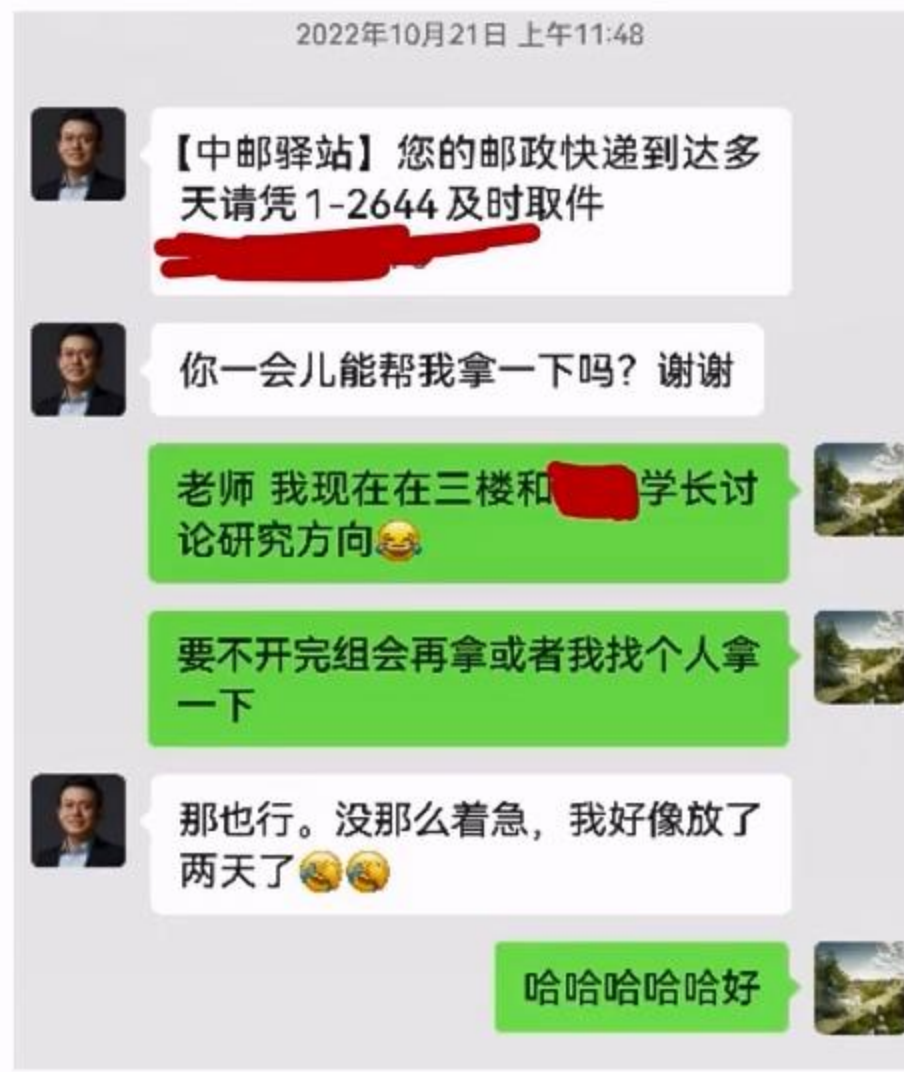 2022年10月21日 上午11:48
【中邮驿站】您的邮政快递到达多
天请凭1-2644及时取件
你一会儿能帮我拿一下吗？谢谢
老师 我现在在三楼和 学长讨
论研究方向😂
要不开完组会再拿或者我找个人拿
一下
那也行。没那么着急，我好像放了
两天了🤣🤣
哈哈哈哈哈好